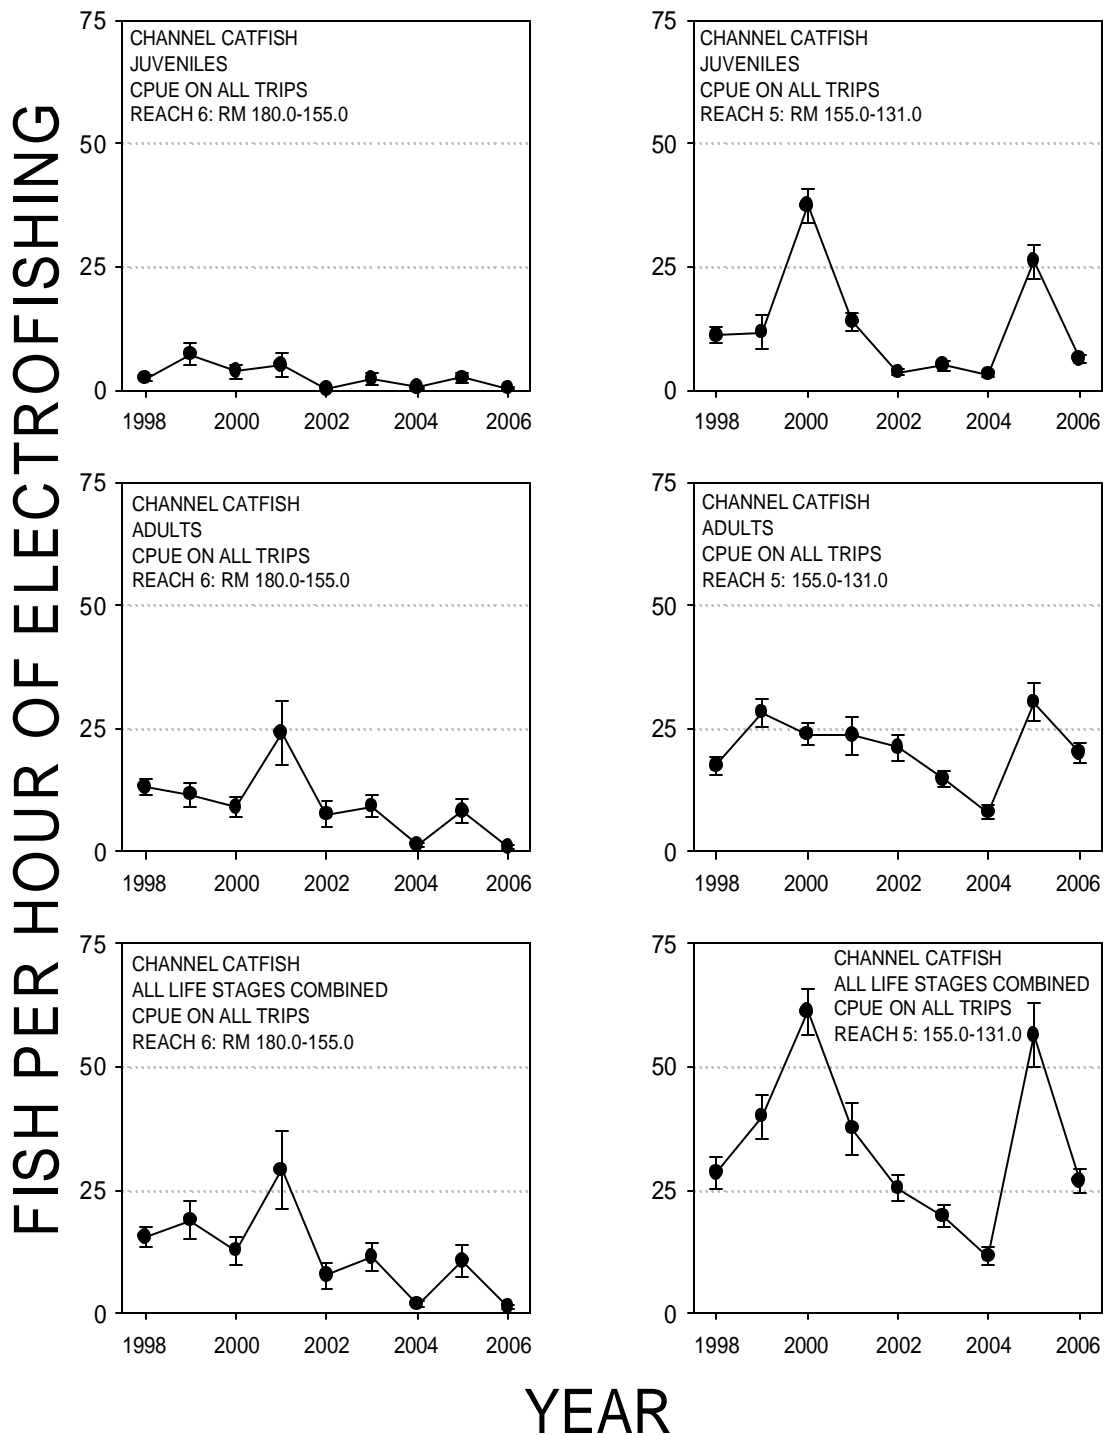 FISH PER HOUR OF ELECTROFISHING
75
50
25
0
CHANNEL CATFISH
JUVENILES
CPUE ON ALL TRIPS
REACH 6: RM 180.0-155.0
1998 2000 2002 2004 2006
75
50
25
0
CHANNEL CATFISH
JUVENILES
CPUE ON ALL TRIPS
REACH 5: RM 155.0-131.0
1998 2000 2002 2004 2006
75
50
25
0
CHANNEL CATFISH
ADULTS
CPUE ON ALL TRIPS
REACH 6: RM 180.0-155.0
1998 2000 2002 2004 2006
75
50
25
0
CHANNEL CATFISH
ADULTS
CPUE ON ALL TRIPS
REACH 5: 155.0-131.0
1998 2000 2002 2004 2006
75
50
25
0
CHANNEL CATFISH
ALL LIFE STAGES COMBINED
CPUE ON ALL TRIPS
REACH 6: RM 180.0-155.0
1998 2000 2002 2004 2006
75
50
25
0
CHANNEL CATFISH
ALL LIFE STAGES COMBINED
CPUE ON ALL TRIPS
REACH 5: 155.0-131.0
1998 2000 2002 2004 2006
YEAR